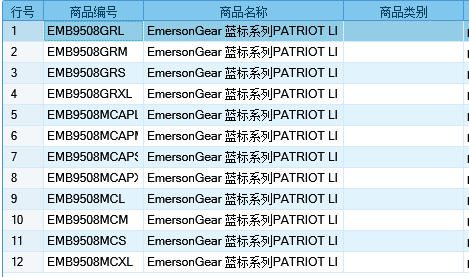 行号 商品编号 商品名称 商品类别
1 EMB9508GRL EmersonGear 蓝标系列PATRIOT LI
2 EMB9508GRM EmersonGear 蓝标系列PATRIOT LI
3 EMB9508GRS EmersonGear 蓝标系列PATRIOT LI
4 EMB9508GRXL EmersonGear 蓝标系列PATRIOT LI
5 EMB9508MCAPL EmersonGear 蓝标系列PATRIOT LI
6 EMB9508MCAPM EmersonGear 蓝标系列PATRIOT LI
7 EMB9508MCAPS EmersonGear 蓝标系列PATRIOT LI
8 EMB9508MCAPX EmersonGear 蓝标系列PATRIOT LI
9 EMB9508MCL EmersonGear 蓝标系列PATRIOT LI
10 EMB9508MCM EmersonGear 蓝标系列PATRIOT LI
11 EMB9508MCS EmersonGear 蓝标系列PATRIOT LI
12 EMB9508MCXL EmersonGear 蓝标系列PATRIOT LI